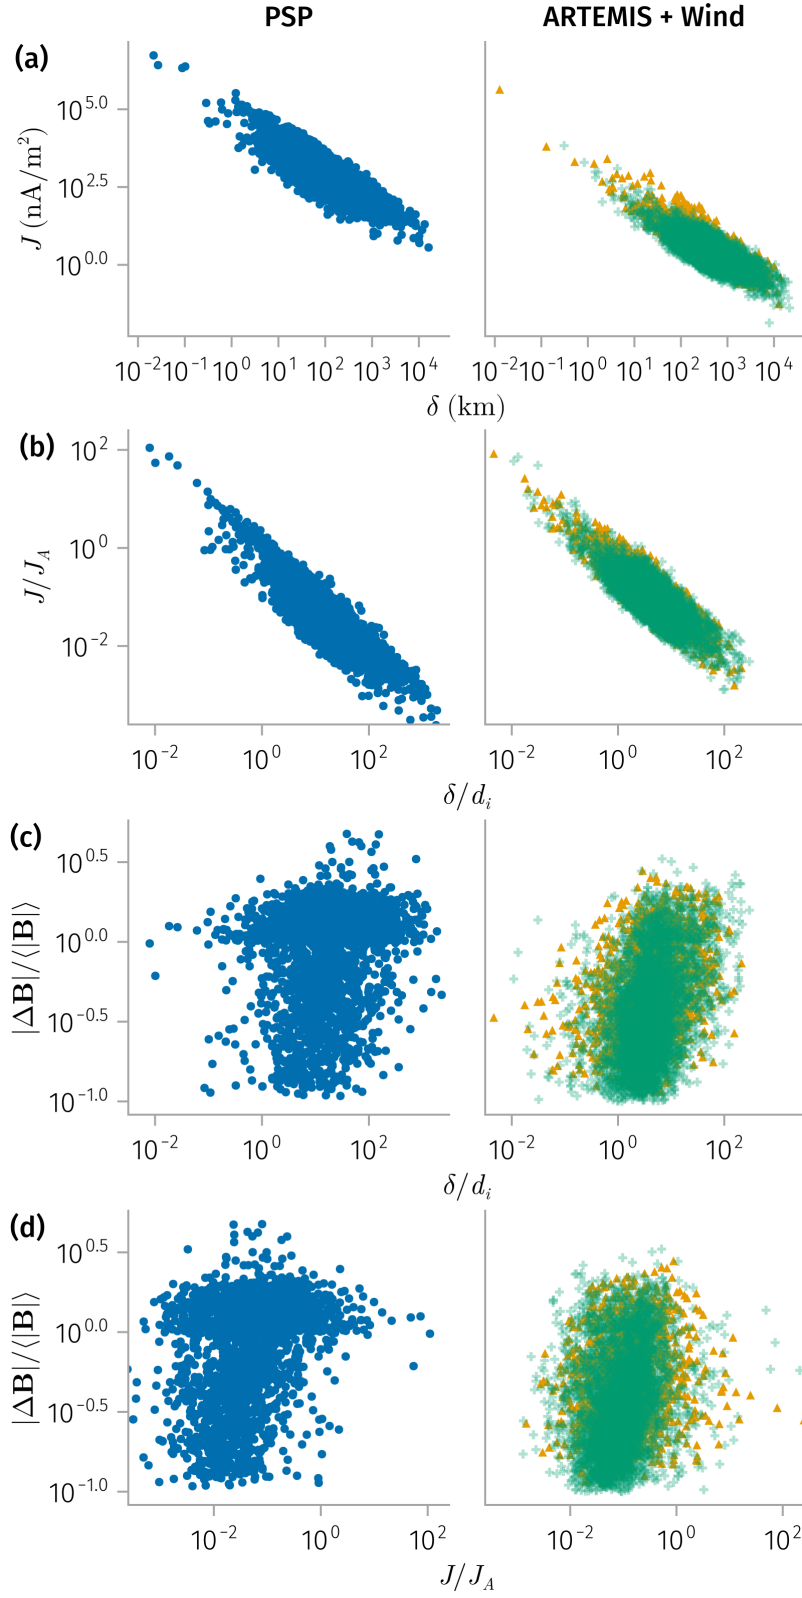 PSP ARTEMIS + Wind
(a)
J (nA/m²)
10^5.0
10^2.5
10^0.0
10^−2 10^−1 10^0 10^1 10^2 10^3 10^4 10^−2 10^−1 10^0 10^1 10^2 10^3 10^4
δ (km)
(b)
J/J_A
10^2
10^0
10^−2
10^−2 10^0 10^2 10^−2 10^0 10^2
δ/d_i
(c)
|ΔB|/⟨|B|⟩
10^0.5
10^0.0
10^−0.5
10^−1.0
10^−2 10^0 10^2 10^−2 10^0 10^2
δ/d_i
(d)
|ΔB|/⟨|B|⟩
10^0.5
10^0.0
10^−0.5
10^−1.0
10^−2 10^0 10^2 10^−2 10^0 10^2
J/J_A